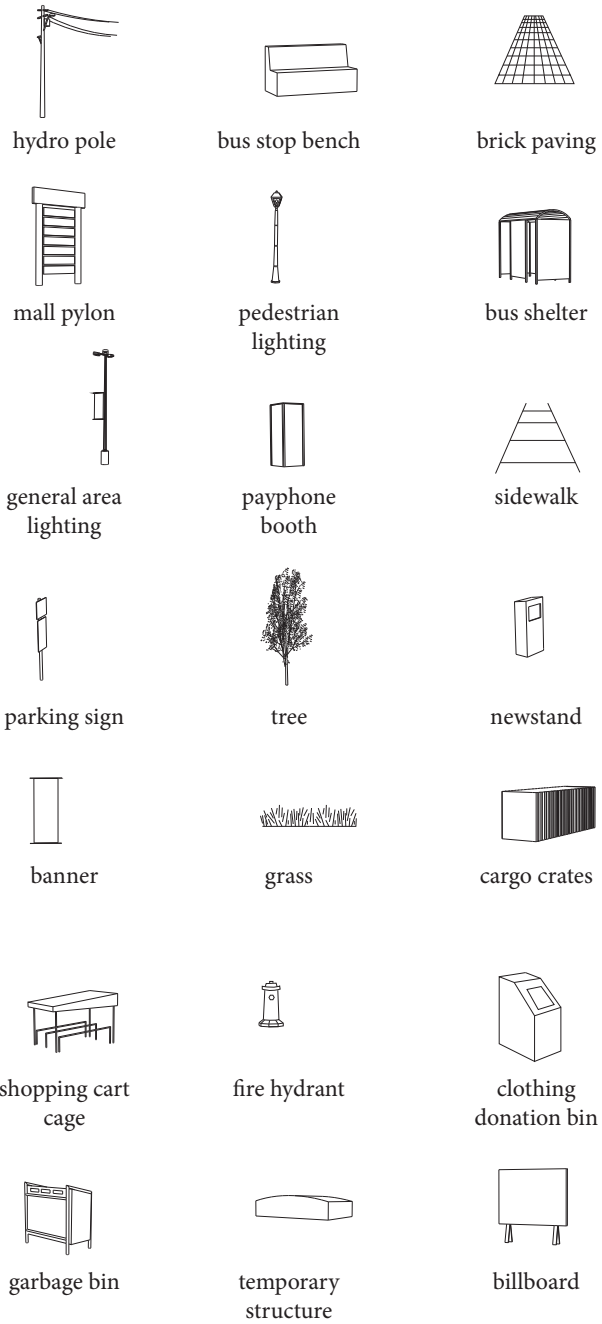 hydro pole
bus stop bench
brick paving
mall pylon
pedestrian
lighting
bus shelter
general area
lighting
payphone
booth
sidewalk
parking sign
tree
newstand
banner
grass
cargo crates
shopping cart
cage
fire hydrant
clothing
donation bin
garbage bin
temporary
structure
billboard